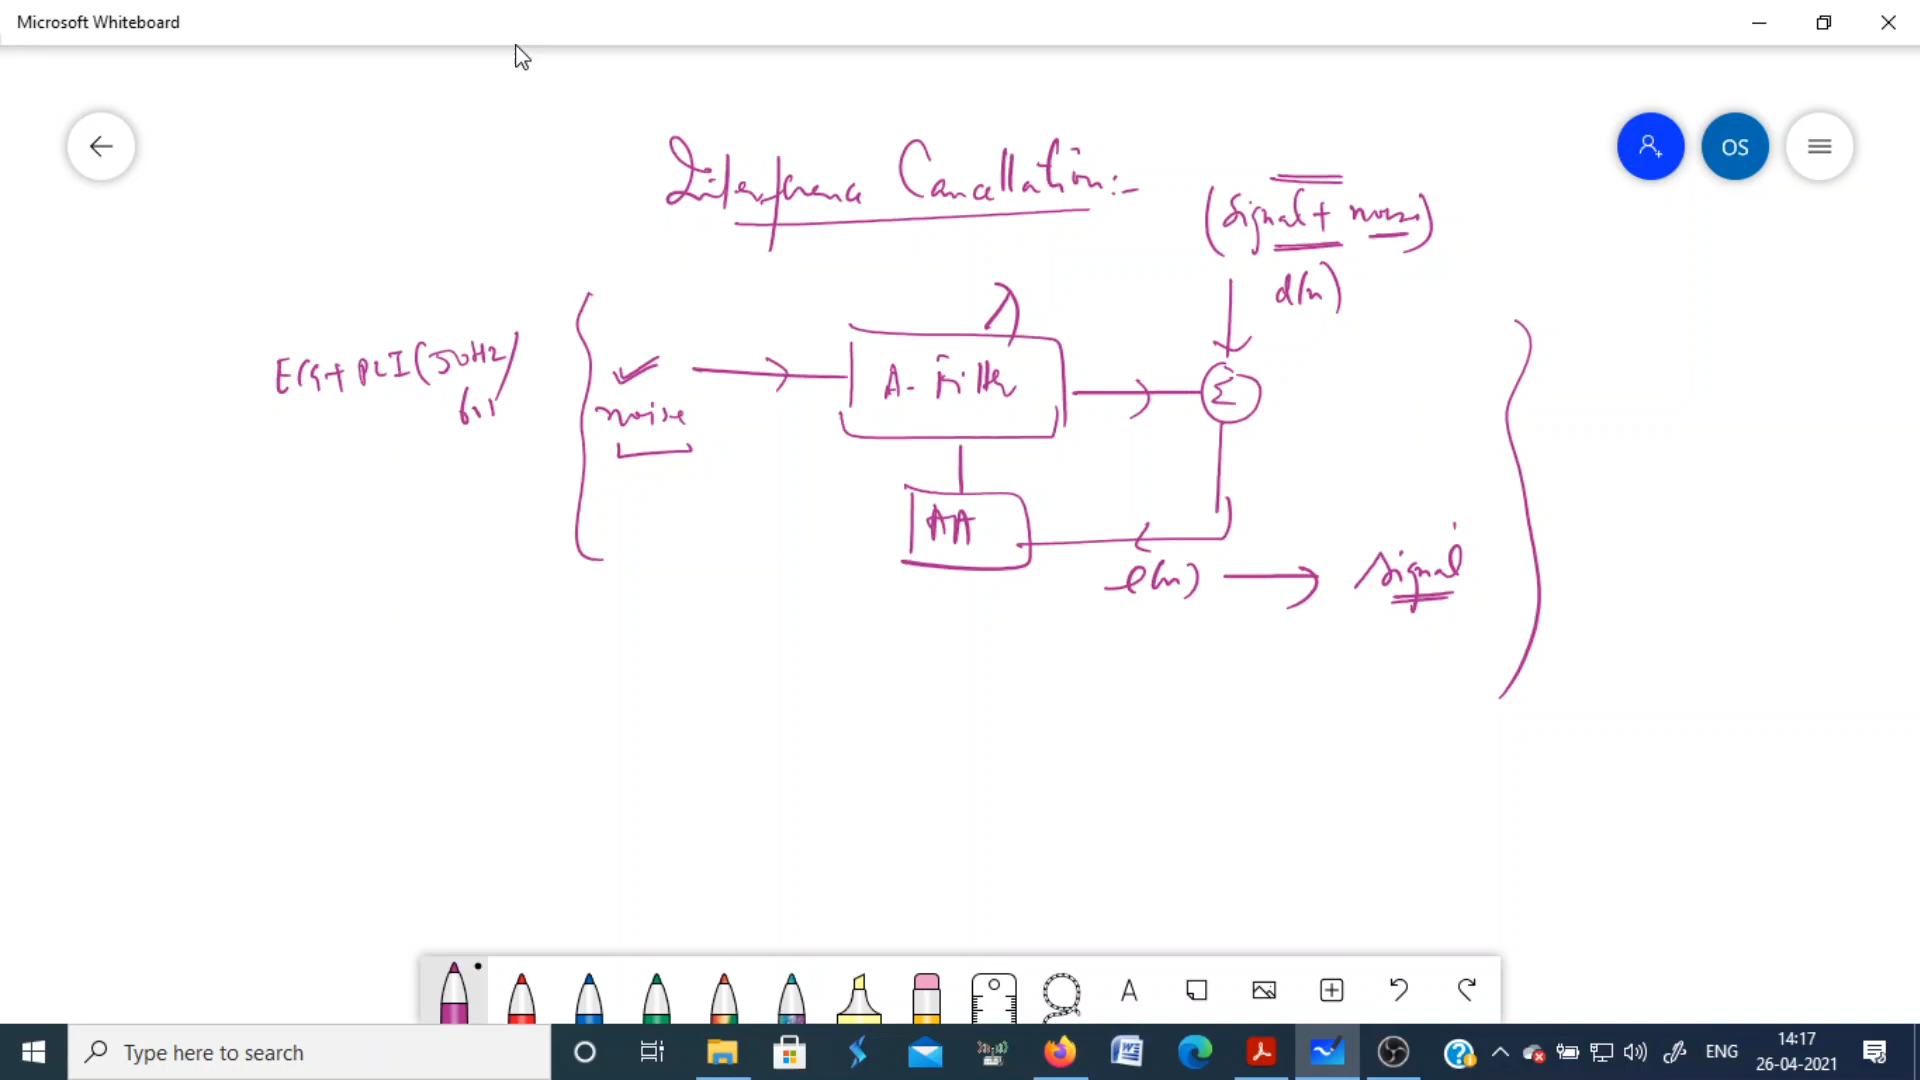 Microsoft Whiteboard
OS
Interference Cancellation:-
(Signal + noise)
d(n)
ECG + PLI (50Hz)
noise
A- Filter
Σ
AA
e(n) → Signal
A
Type here to search
ENG
14:17
26-04-2021